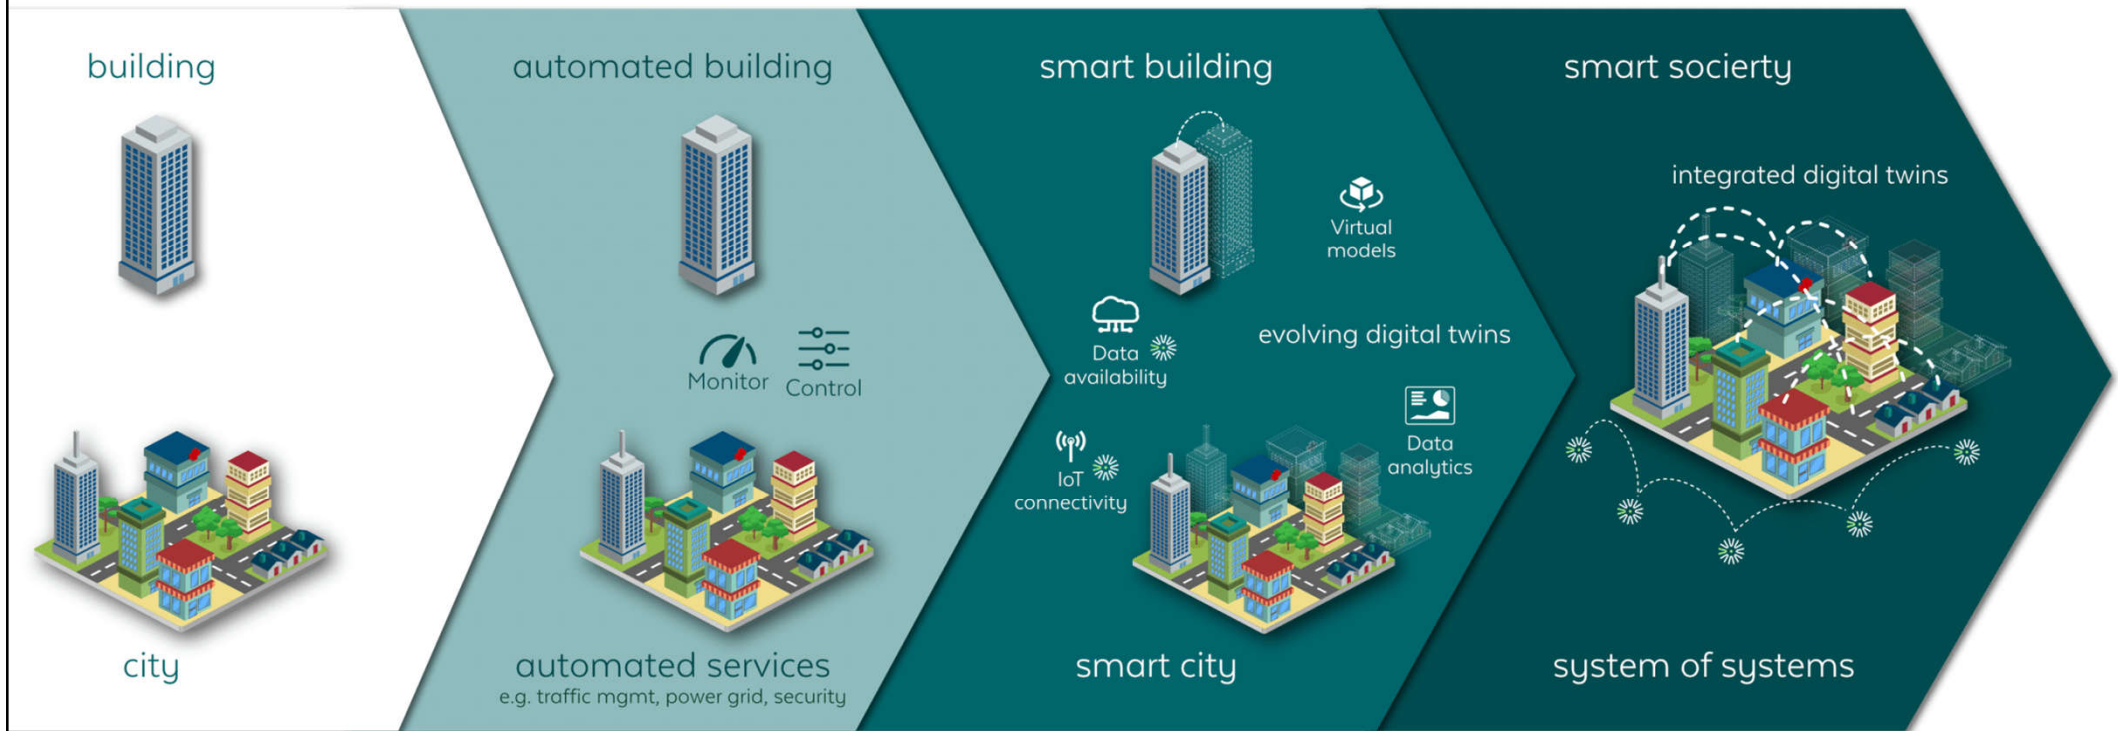 building
city
automated building
Monitor
Control
automated services
e.g. traffic mgmt, power grid, security
smart building
Virtual
models
Data
availability
evolving digital twins
IoT
connectivity
Data
analytics
smart city
smart socierty
integrated digital twins
system of systems